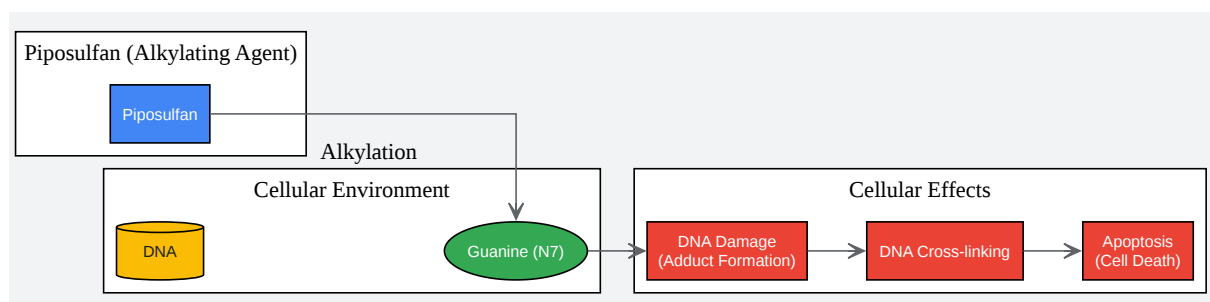 Piposulfan (Alkylating Agent)
Piposulfan
Alkylation
Cellular Environment
DNA
Guanine (N7)
Cellular Effects
DNA Damage
(Adduct Formation)
DNA Cross-linking
Apoptosis
(Cell Death)